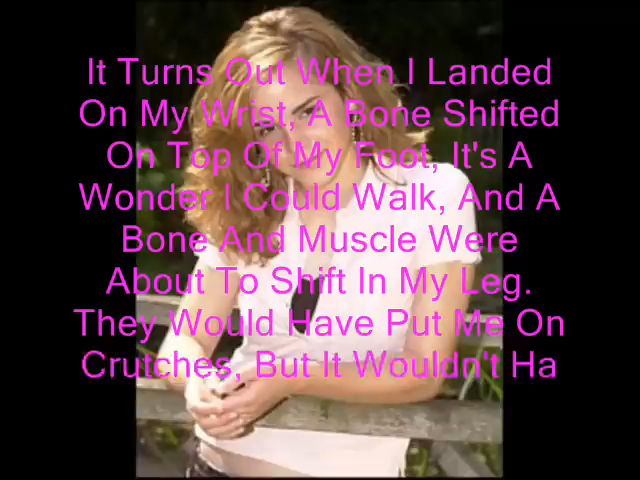 It Turns Out When I Landed
On My Wrist, A Bone Shifted
On Top Of My Foot, It's A
Wonder I Could Walk, And A
Bone And Muscle Were
About To Shift In My Leg.
They Would Have Put Me On
Crutches, But It Wouldn't Ha